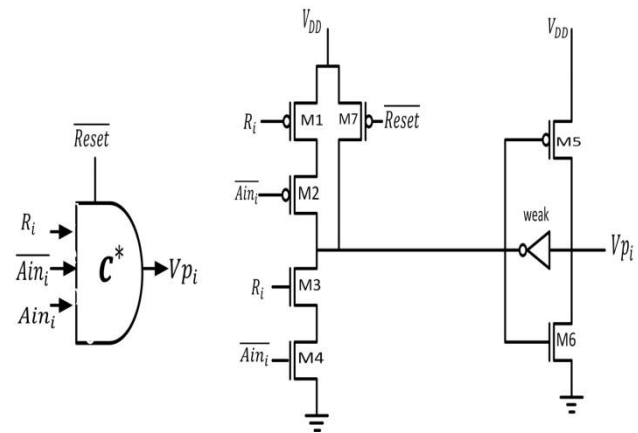 Reset
R_i
Ain_i
Ain_i
C*
Vp_i
V_DD
R_i
M1
M7
Reset
Ain_i
M2
R_i
M3
Ain_i
M4
V_DD
M5
weak
Vp_i
M6